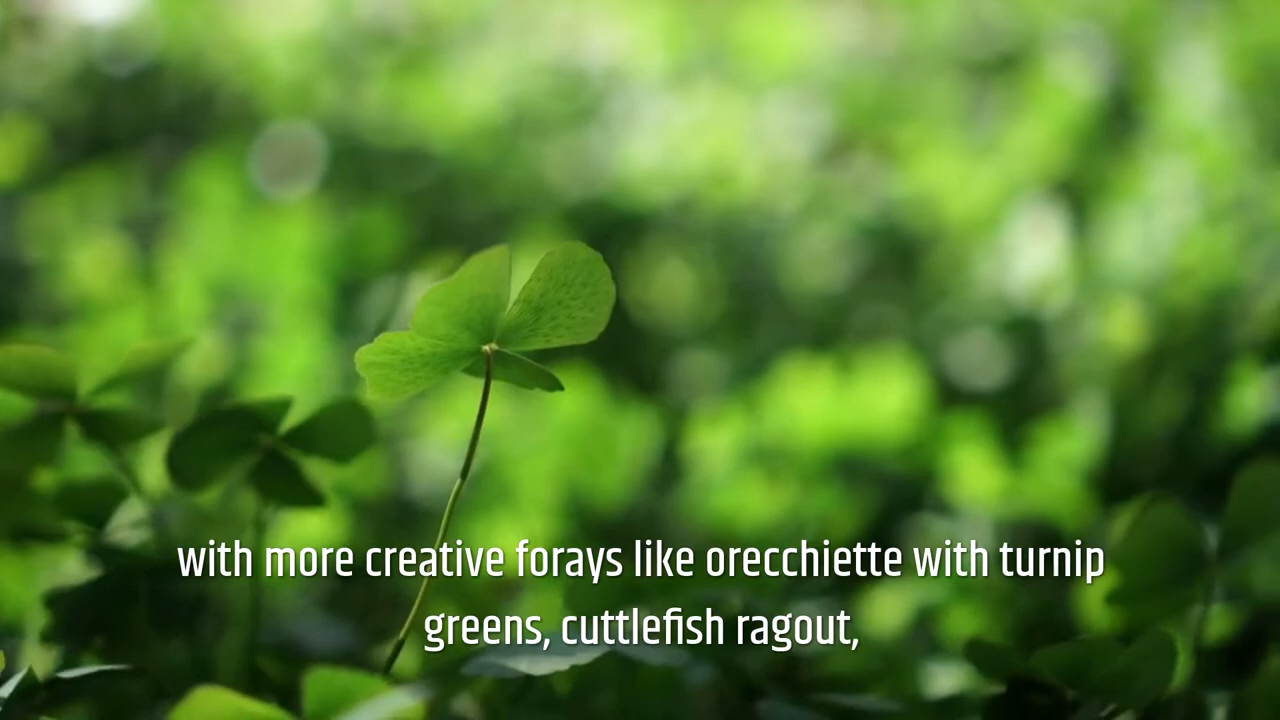 with more creative forays like orecchiette with turnip
greens, cuttlefish ragout,